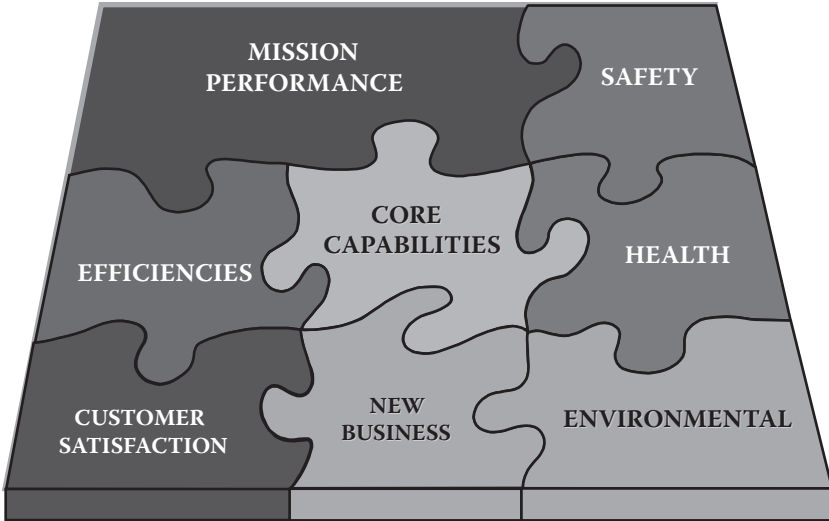 MISSION
PERFORMANCE
SAFETY
CORE
CAPABILITIES
EFFICIENCIES
HEALTH
CUSTOMER
SATISFACTION
NEW
BUSINESS
ENVIRONMENTAL